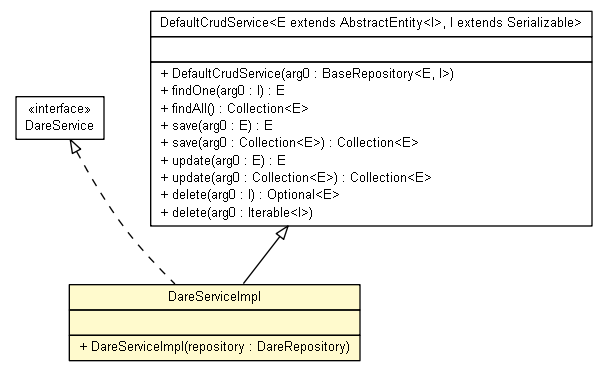 DefaultCrudService<E extends AbstractEntity<I>, I extends Serializable>
+ DefaultCrudService(arg0 : BaseRepository<E, I>)
+ findOne(arg0 : I) : E
+ findAll() : Collection<E>
+ save(arg0 : E) : E
+ save(arg0 : Collection<E>) : Collection<E>
+ update(arg0 : E) : E
+ update(arg0 : Collection<E>) : Collection<E>
+ delete(arg0 : I) : Optional<E>
+ delete(arg0 : Iterable<I>)
«interface»
DareService
DareServiceImpl
+ DareServiceImpl(repository : DareRepository)